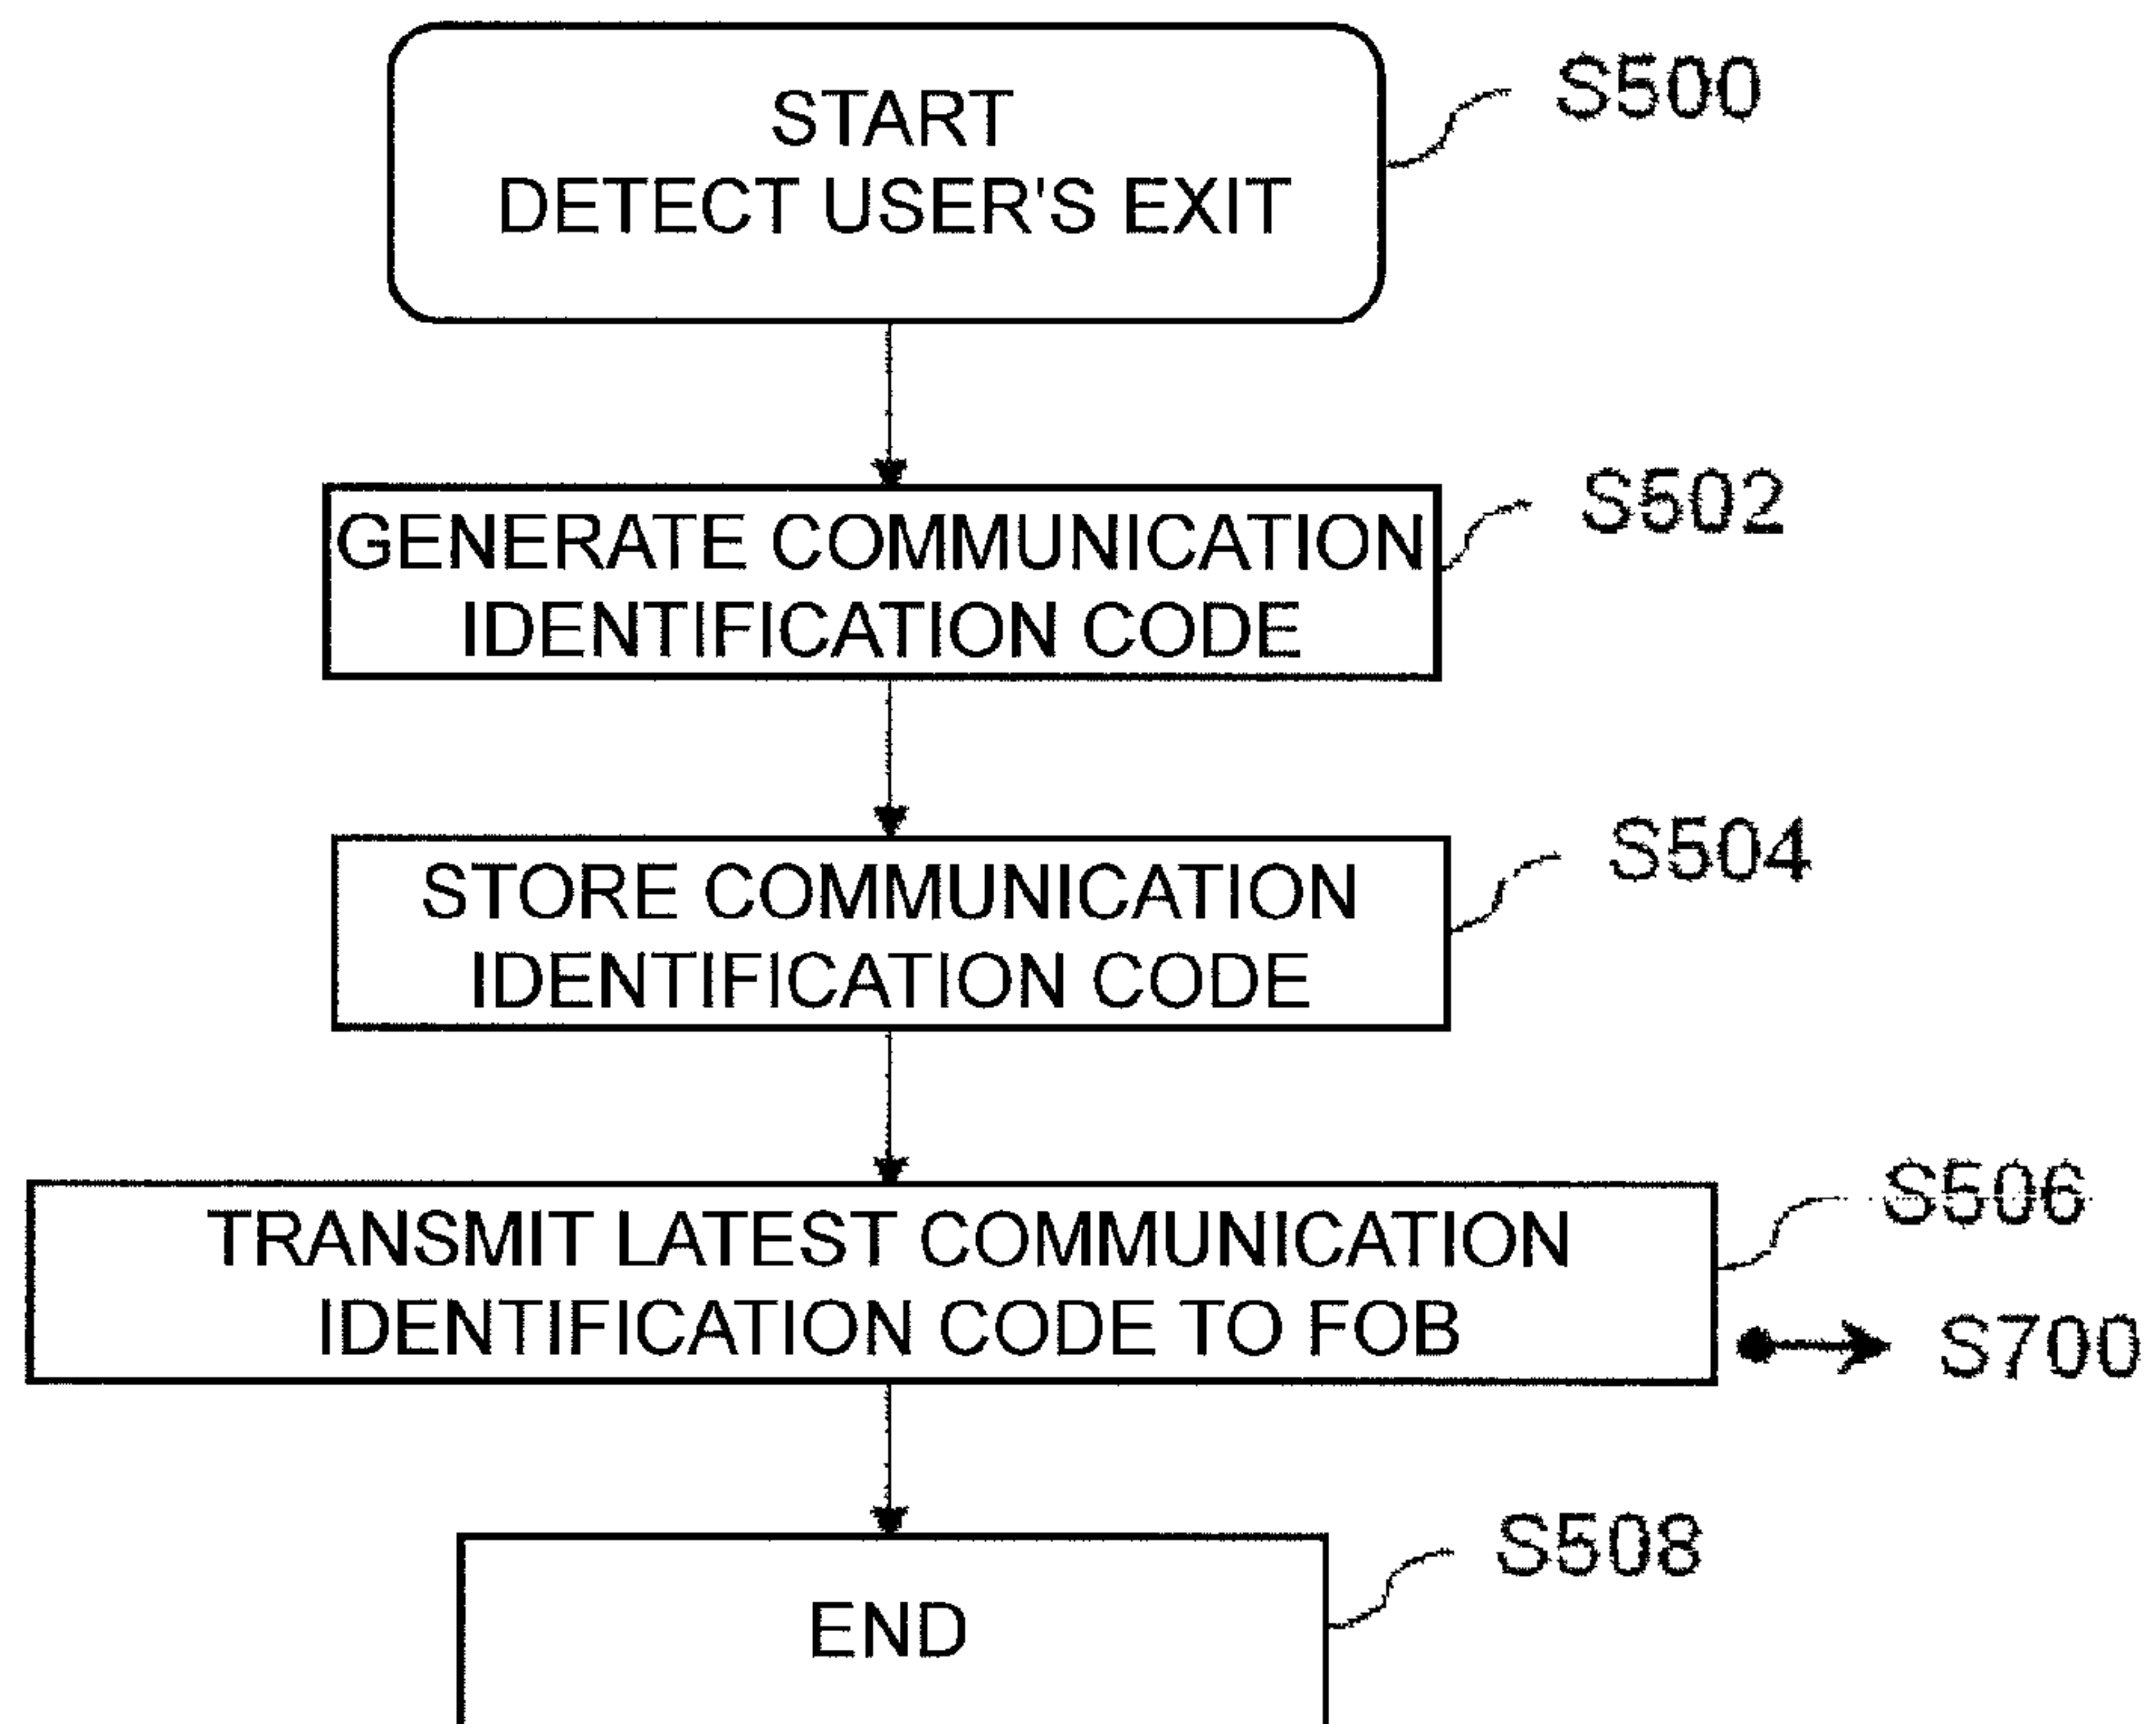 START
DETECT USER'S EXIT
S500
GENERATE COMMUNICATION
IDENTIFICATION CODE
S502
STORE COMMUNICATION
IDENTIFICATION CODE
S504
TRANSMIT LATEST COMMUNICATION
IDENTIFICATION CODE TO FOB
S506
S700
END
S508